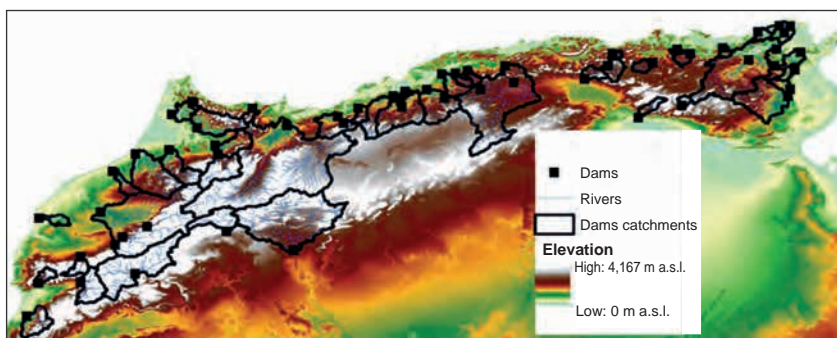 Dams
Rivers
Dams catchments
Elevation
High: 4,167 m a.s.l.
Low: 0 m a.s.l.